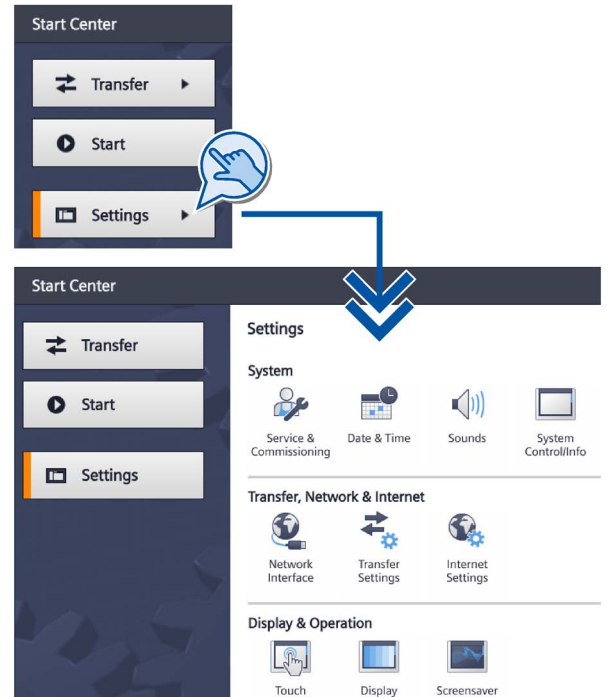 Start Center
Transfer
Start
Settings
Start Center
Transfer
Start
Settings
Settings
System
Service &
Commissioning
Date & Time
Sounds
System
Control/Info
Transfer, Network & Internet
Network
Interface
Transfer
Settings
Internet
Settings
Display & Operation
Touch
Display
Screensaver